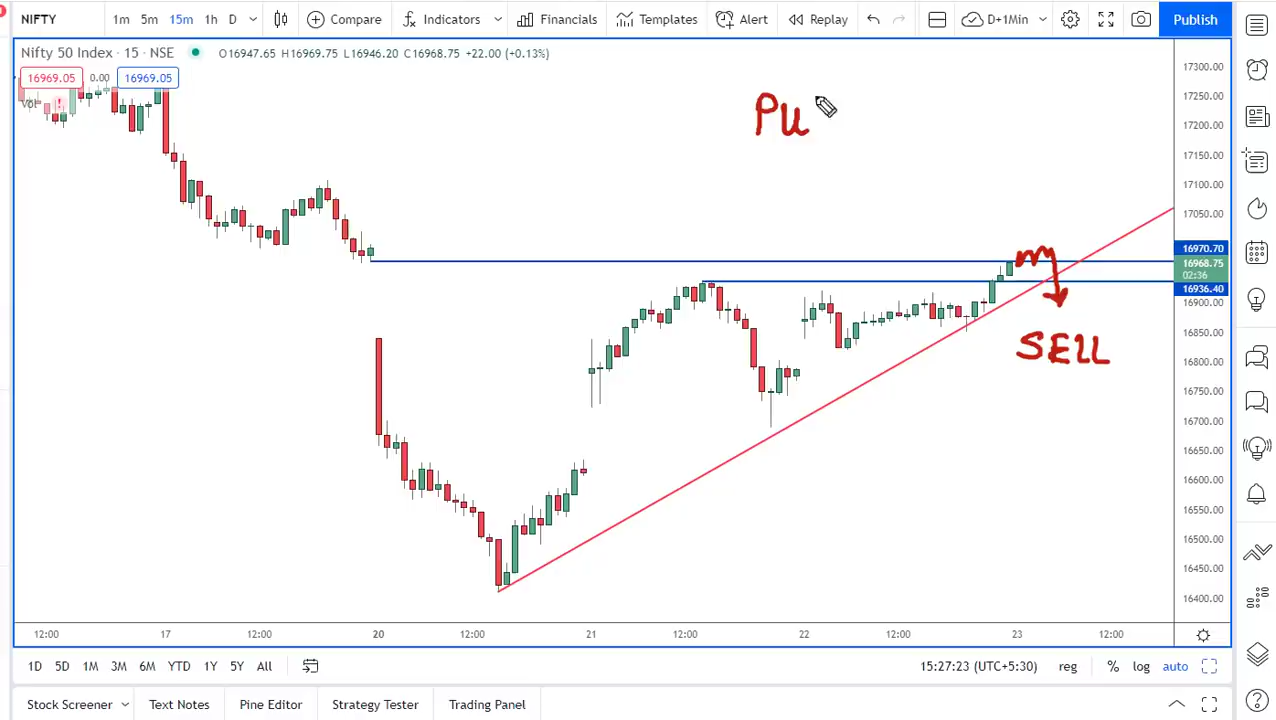 NIFTY 1m 5m 15m 1h D Compare Indicators Financials Templates Alert Replay D+1Min Publish
Nifty 50 Index · 15 · NSE O16947.65 H16969.75 L16946.20 C16968.75 +22.00 (+0.13%)
16969.05 0.00 16969.05
Vol !
PU
SELL
17300.00
17250.00
17200.00
17150.00
17100.00
17050.00
16970.70
16968.75
02:36
16936.40
16900.00
16850.00
16800.00
16750.00
16700.00
16650.00
16600.00
16550.00
16500.00
16450.00
16400.00
12:00 17 12:00 20 12:00 21 12:00 22 12:00 23 12:00
1D 5D 1M 3M 6M YTD 1Y 5Y All 15:27:23 (UTC+5:30) reg % log auto
Stock Screener Text Notes Pine Editor Strategy Tester Trading Panel